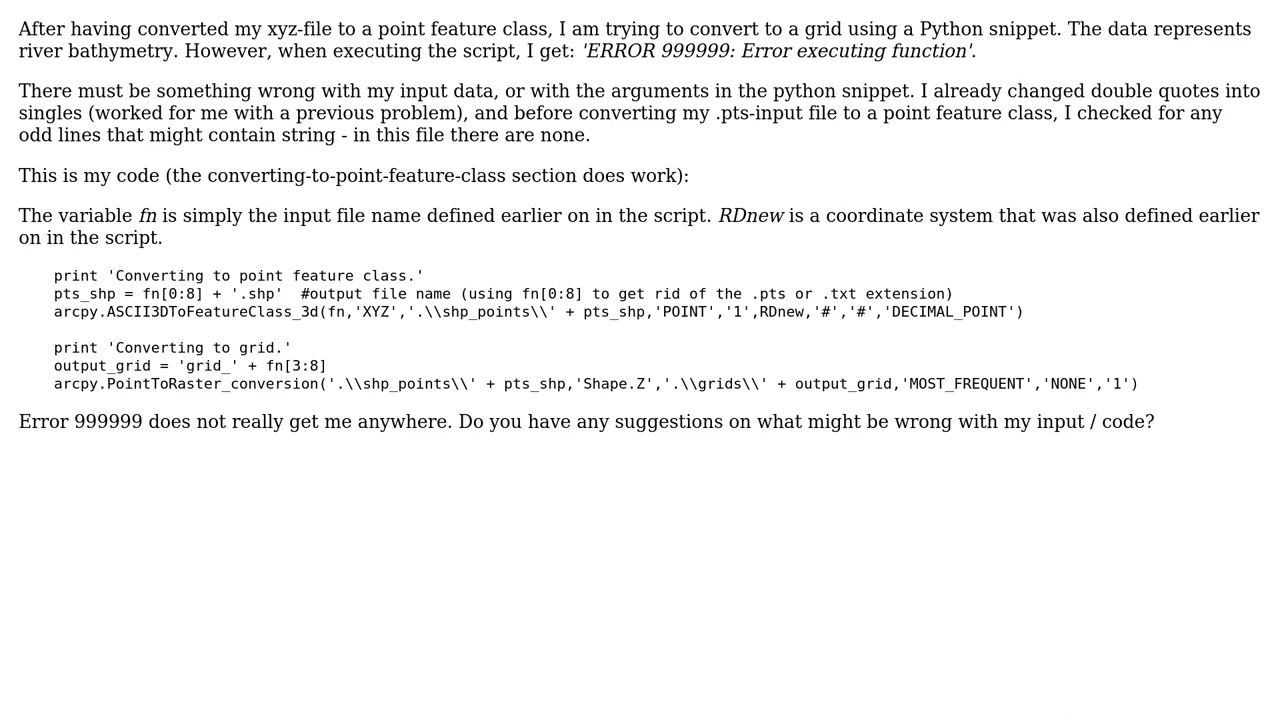 After having converted my xyz-file to a point feature class, I am trying to convert to a grid using a Python snippet. The data represents
river bathymetry. However, when executing the script, I get: 'ERROR 999999: Error executing function'.
There must be something wrong with my input data, or with the arguments in the python snippet. I already changed double quotes into
singles (worked for me with a previous problem), and before converting my .pts-input file to a point feature class, I checked for any
odd lines that might contain string - in this file there are none.
This is my code (the converting-to-point-feature-class section does work):
The variable fn is simply the input file name defined earlier on in the script. RDnew is a coordinate system that was also defined earlier
on in the script.
print 'Converting to point feature class.'
pts_shp = fn[0:8] + '.shp'  #output file name (using fn[0:8] to get rid of the .pts or .txt extension)
arcpy.ASCII3DToFeatureClass_3d(fn,'XYZ','.\\shp_points\\' + pts_shp,'POINT','1',RDnew,'#','#','DECIMAL_POINT')
print 'Converting to grid.'
output_grid = 'grid_' + fn[3:8]
arcpy.PointToRaster_conversion('.\\shp_points\\' + pts_shp,'Shape.Z','.\\grids\\' + output_grid,'MOST_FREQUENT','NONE','1')
Error 999999 does not really get me anywhere. Do you have any suggestions on what might be wrong with my input / code?